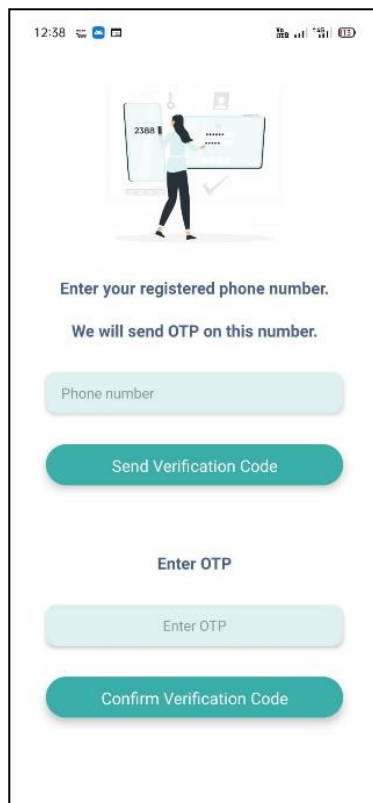 12:38
2388
Enter your registered phone number.
We will send OTP on this number.
Phone number
Send Verification Code
Enter OTP
Enter OTP
Confirm Verification Code